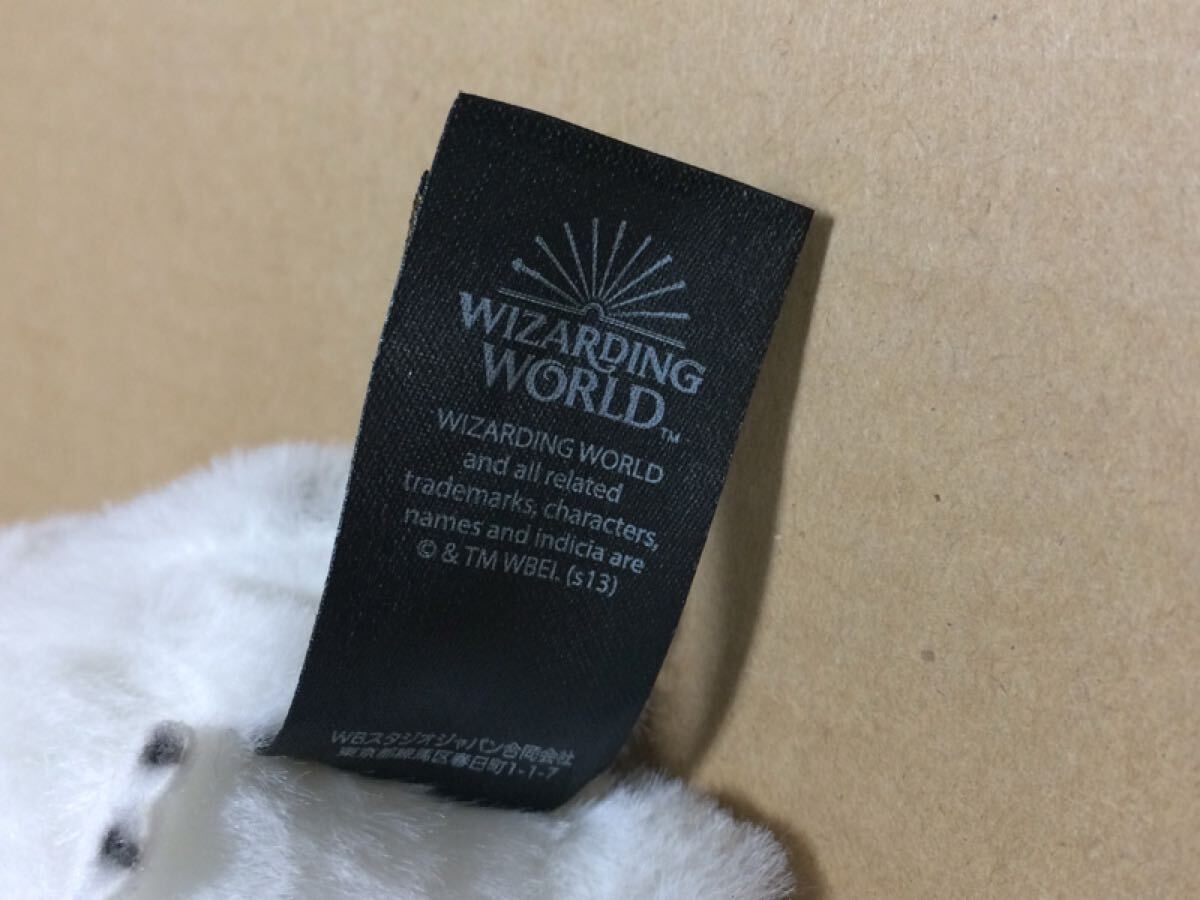 WIZARDING
WORLD™
WIZARDING WORLD
and all related
trademarks, characters,
names and indicia are
© & TM WBEI. (s13)
WBスタジオジャパン合同会社
東京都練馬区春日町1-1-7